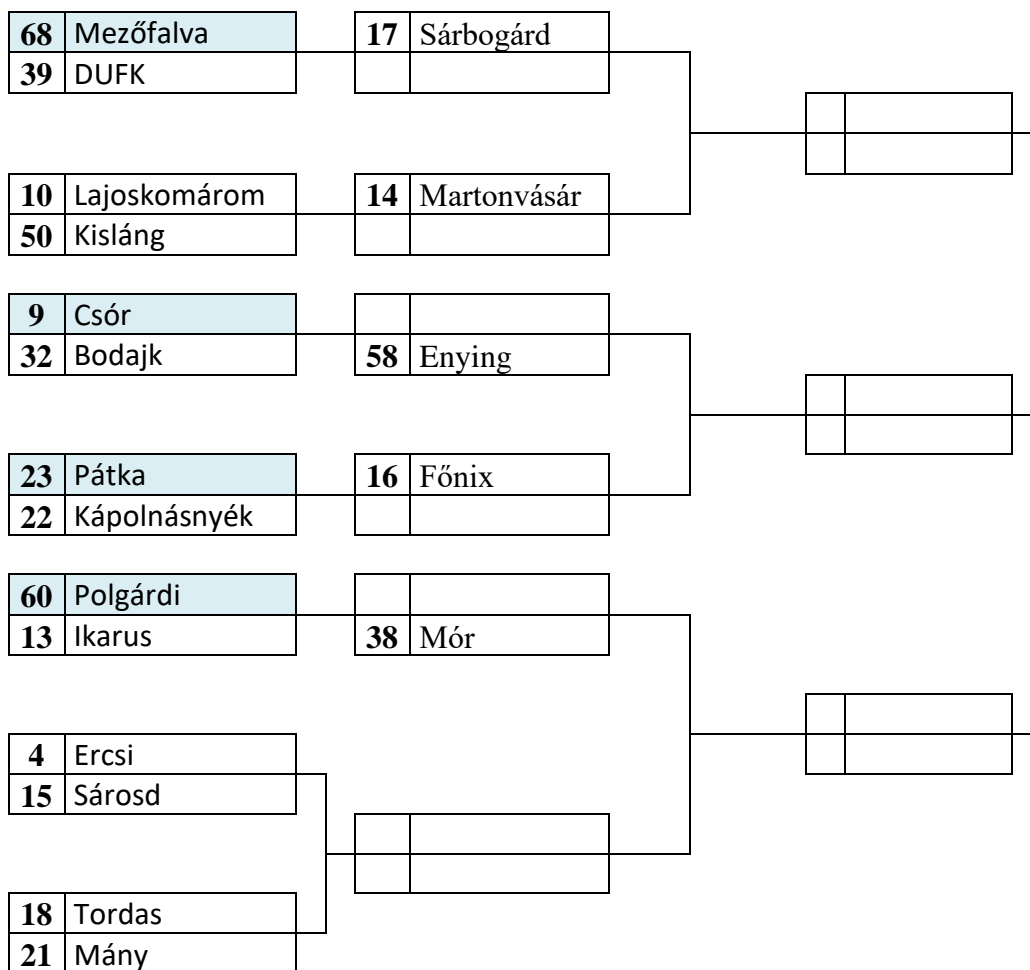 68 Mezőfalva
39 DUFK
17 Sárbogárd
10 Lajoskomárom
50 Kisláng
14 Martonvásár
9 Csór
32 Bodajk
58 Enying
23 Pátka
22 Kápolnásnyék
16 Főnix
60 Polgárdi
13 Ikarus
38 Mór
4 Ercsi
15 Sárosd
18 Tordas
21 Mány